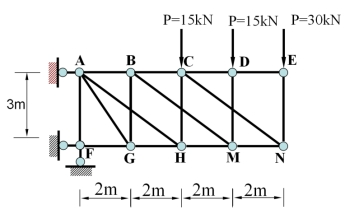 P=15kN P=15kN P=30kN
A B C D E
3m
F G H M N
2m 2m 2m 2m